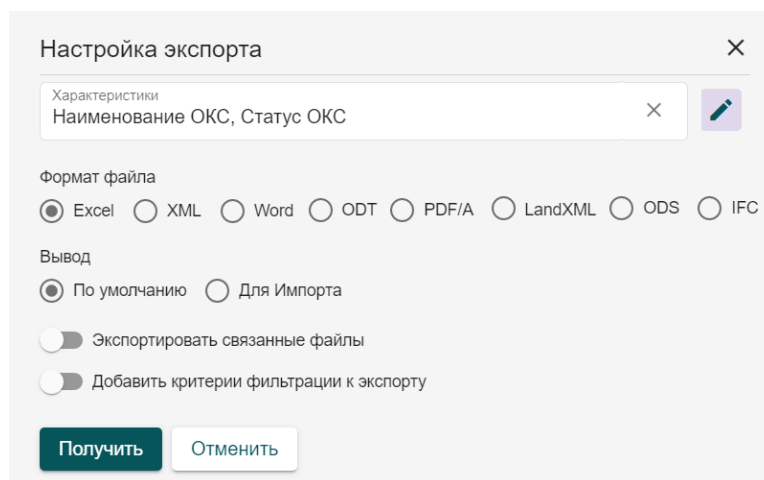 Настройка экспорта
Характеристики
Наименование ОКС, Статус ОКС
Формат файла
Excel XML Word ODT PDF/A LandXML ODS IFC
Вывод
По умолчанию Для Импорта
Экспортировать связанные файлы
Добавить критерии фильтрации к экспорту
Получить Отменить